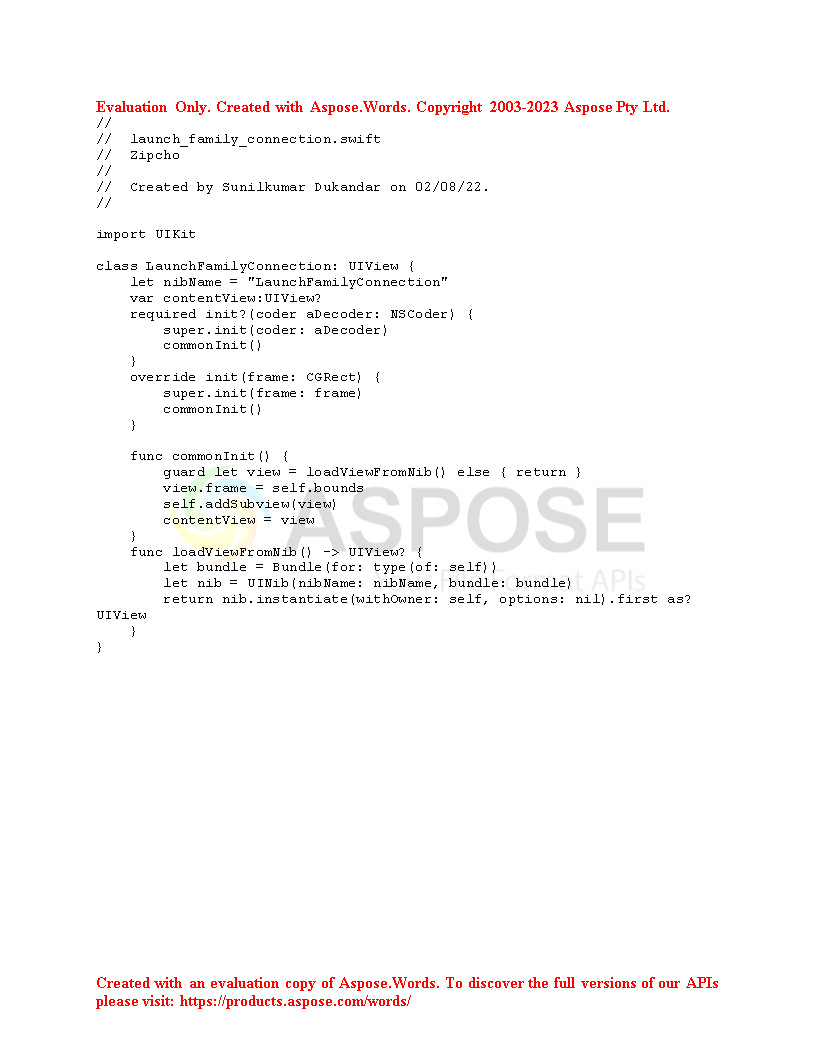 Evaluation Only. Created with Aspose.Words. Copyright 2003-2023 Aspose Pty Ltd.
//
//  launch_family_connection.swift
//  Zipcho
//
//  Created by Sunilkumar Dukandar on 02/08/22.
//
import UIKit
class LaunchFamilyConnection: UIView {
    let nibName = "LaunchFamilyConnection"
    var contentView:UIView?
    required init?(coder aDecoder: NSCoder) {
        super.init(coder: aDecoder)
        commonInit()
    }
    override init(frame: CGRect) {
        super.init(frame: frame)
        commonInit()
    }
    func commonInit() {
        guard let view = loadViewFromNib() else { return }
        view.frame = self.bounds
        self.addSubview(view)
        contentView = view
    }
ASPOSE
    func loadViewFromNib() -> UIView? {
        let bundle = Bundle(for: type(of: self))
        let nib = UINib(nibName: nibName, bundle: bundle)
File Format APIs
        return nib.instantiate(withOwner: self, options: nil).first as?
UIView
    }
}
Created with an evaluation copy of Aspose.Words. To discover the full versions of our APIs
please visit: https://products.aspose.com/words/